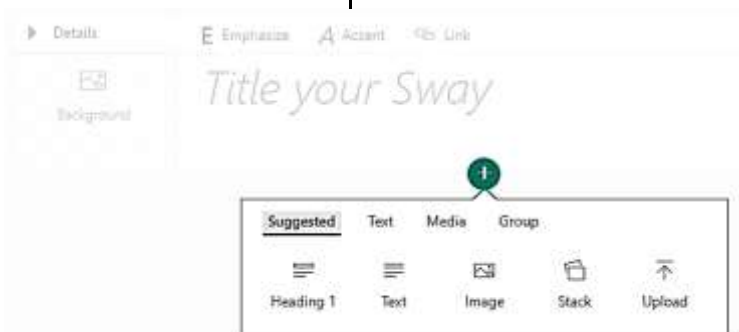 Details
E Emphasize A Accent Link
Background
Title your Sway
Suggested Text Media Group
Heading 1 Text Image Stack Upload